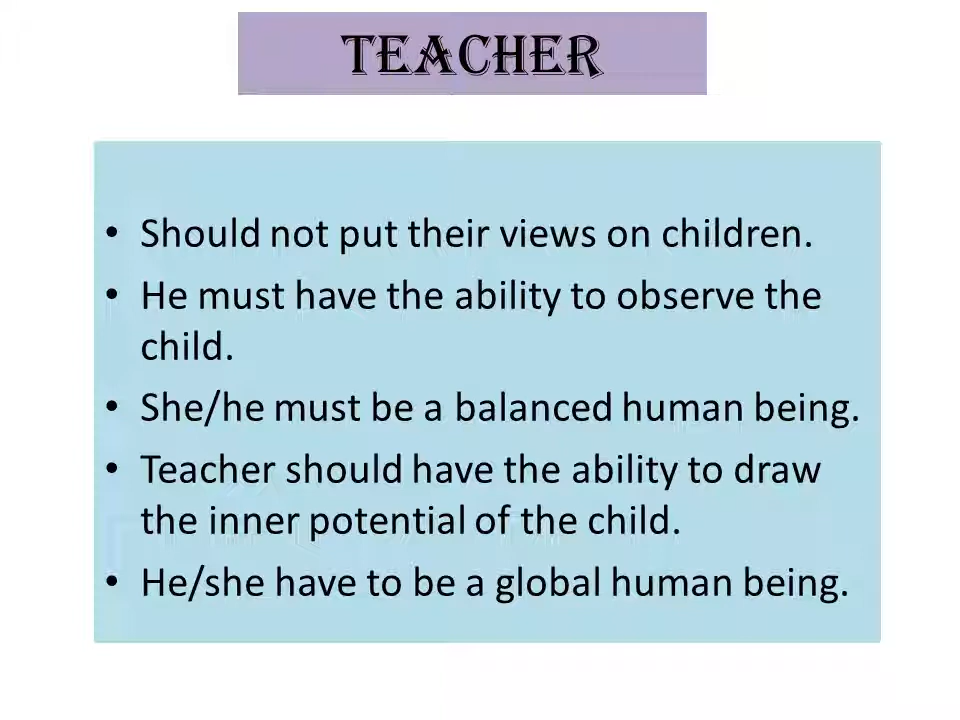 TEACHER
• Should not put their views on children.
• He must have the ability to observe the
child.
• She/he must be a balanced human being.
• Teacher should have the ability to draw
the inner potential of the child.
• He/she have to be a global human being.